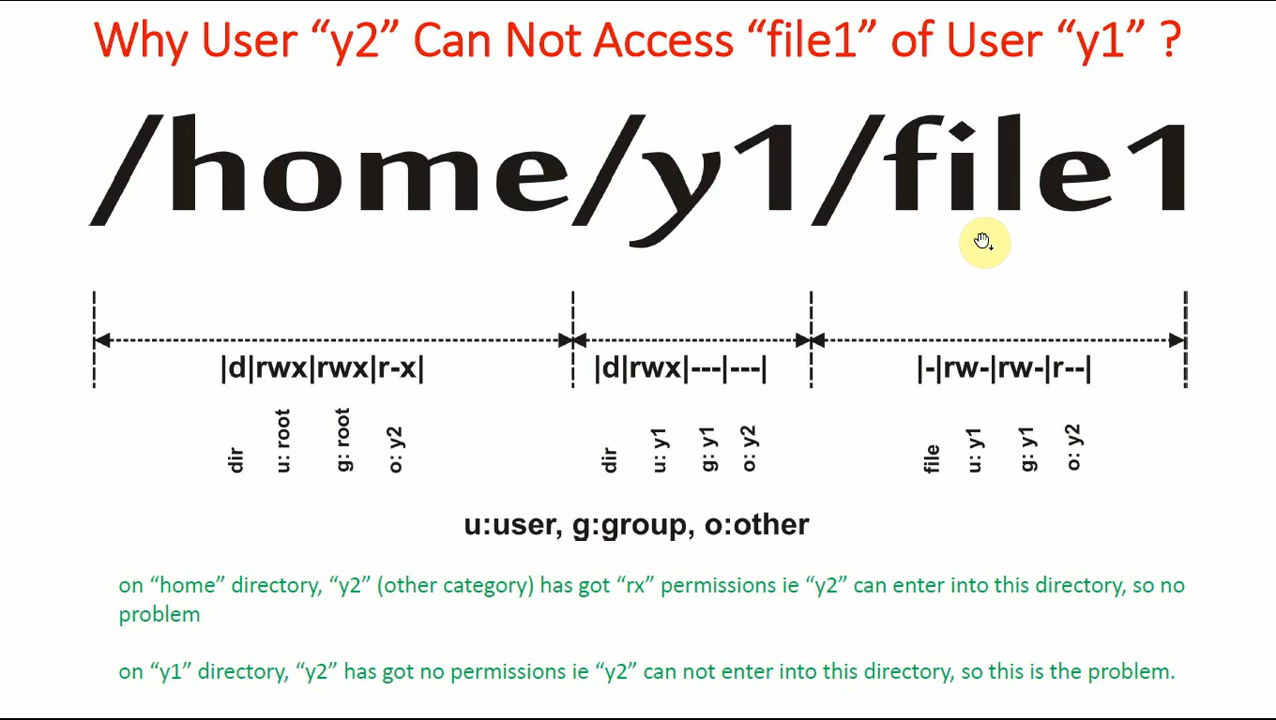 Why User “y2” Can Not Access “file1” of User “y1” ?
/home/y1/file1
|d|rwx|rwx|r-x| |d|rwx|---|---| |-|rw-|rw-|r--|
dir u: root g: root o: y2 dir u: y1 g: y1 o: y2 file u: y1 g: y1 o: y2
u:user, g:group, o:other
on “home” directory, “y2” (other category) has got “rx” permissions ie “y2” can enter into this directory, so no
problem
on “y1” directory, “y2” has got no permissions ie “y2” can not enter into this directory, so this is the problem.